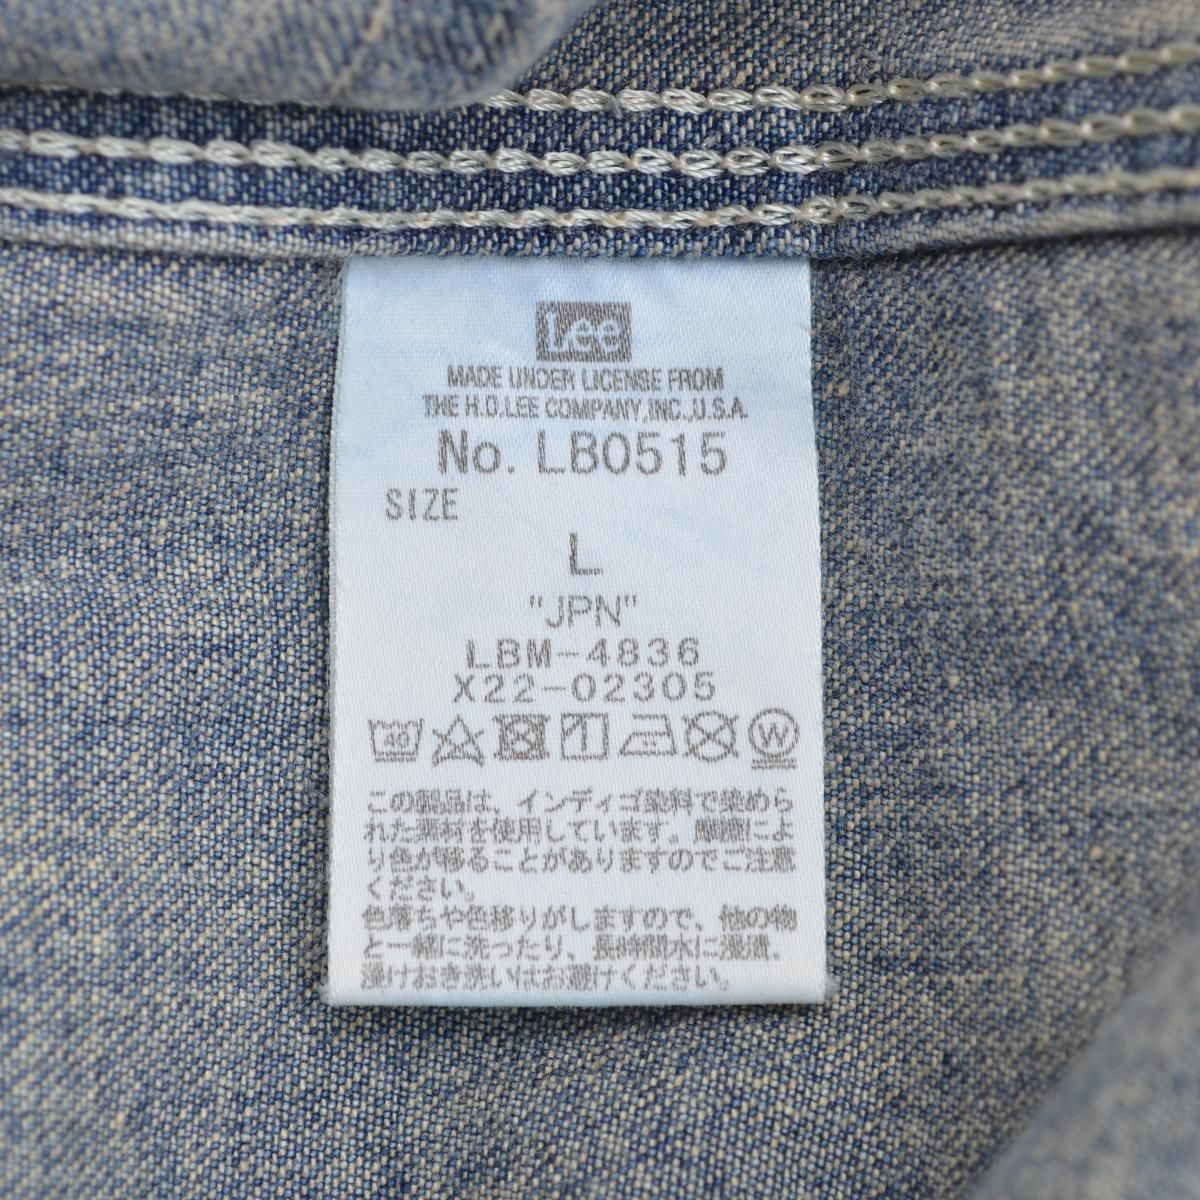 Lee
MADE UNDER LICENSE FROM
THE H.D.LEE COMPANY,INC.,U.S.A.
No. LB0515
SIZE
L
"JPN"
LBM-4836
X22-02305
40
W
この製品は、インディゴ染料で染めら
れた素材を使用しています。摩擦によ
り色が移ることがありますのでご注意
ください。
色落ちや色移りがしますので、他の物
と一緒に洗ったり、長時間水に浸漬、
浸けおき洗いはお避けください。